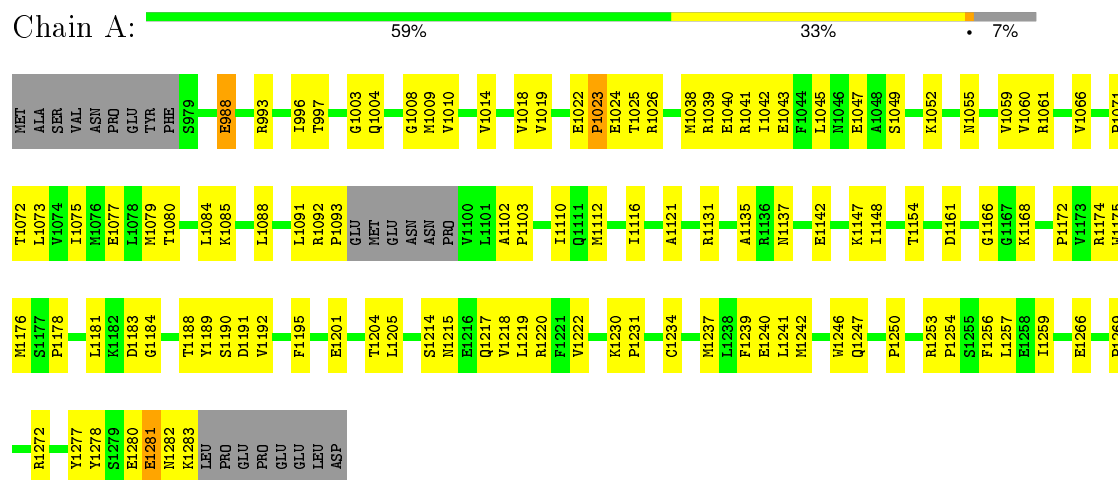 Chain A:
59% 33% • 7%
MET ALA SER VAL ASN PRO GLU TYR PHE S979 E988 R993 I996 T997 G1003 Q1004 G1008 M1009 V1010 V1014 V1018 V1019 E1022 P1023 E1024 T1025 R1026 M1038 R1039 E1040 R1041 I1042 E1043 F1044 L1045 N1046 E1047 A1048 S1049 K1052 N1055 V1059 V1060 R1061 V1066
T1072 L1073 V1074 I1075 M1076 E1077 L1078 M1079 T1080 L1084 K1085 L1088 L1091 R1092 P1093 GLU MET GLU ASN ASN PRO V1100 L1101 A1102 P1103 I1110 Q1111 M1112 I1116 A1121 R1131 A1135 R1136 N1137 E1142 K1147 I1148 T1154 D1161 G1166 G1167 K1168 P1172 V1173 R1174 W1175
M1176 S1177 P1178 L1181 K1182 D1183 G1184 T1188 Y1189 S1190 D1191 V1192 F1195 E1201 T1204 L1205 S1214 N1215 E1216 Q1217 V1218 L1219 R1220 F1221 V1222 K1230 P1231 C1234 M1237 L1238 F1239 E1240 L1241 M1242 W1246 Q1247 P1250 R1253 P1254 S1255 F1256 L1257 E1258 I1259 E1266 P1269
R1272 Y1277 Y1278 S1279 E1280 E1281 N1282 K1283 LEU PRO GLU PRO GLU GLU LEU ASP